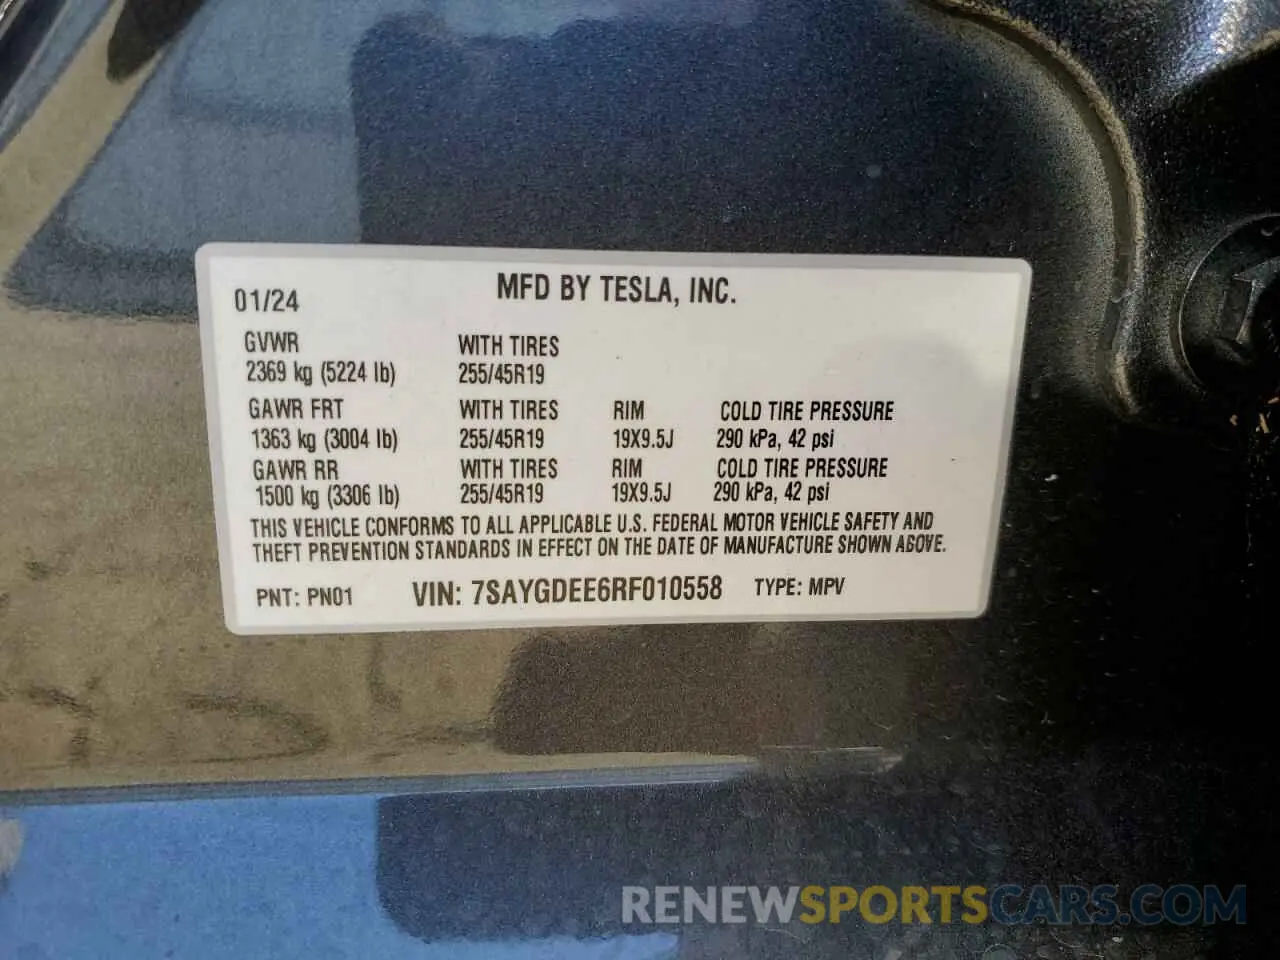 MFD BY TESLA, INC.
01/24
GVWR WITH TIRES
2369 kg (5224 lb) 255/45R19
GAWR FRT WITH TIRES RIM COLD TIRE PRESSURE
1363 kg (3004 lb) 255/45R19 19X9.5J 290 kPa, 42 psi
GAWR RR WITH TIRES RIM COLD TIRE PRESSURE
1500 kg (3306 lb) 255/45R19 19X9.5J 290 kPa, 42 psi
THIS VEHICLE CONFORMS TO ALL APPLICABLE U.S. FEDERAL MOTOR VEHICLE SAFETY AND
THEFT PREVENTION STANDARDS IN EFFECT ON THE DATE OF MANUFACTURE SHOWN ABOVE.
PNT: PN01 VIN: 7SAYGDEE6RF010558 TYPE: MPV
RENEWSPORTSCARS.COM